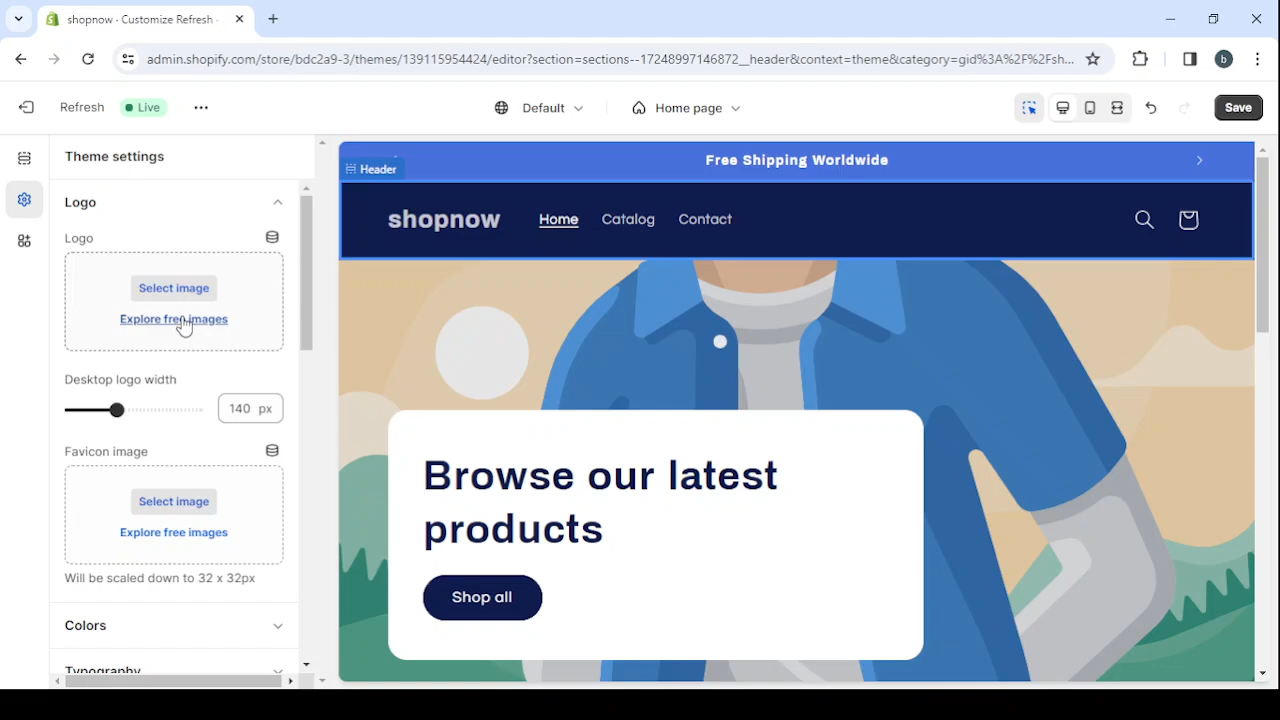 shopnow · Customize Refresh ·
admin.shopify.com/store/bdc2a9-3/themes/139115954424/editor?section=sections--17248997146872__header&context=theme&category=gid%3A%2F%2Fsh...
b
Refresh
Live
Default
Home page
Save
Theme settings
Logo
Logo
Select image
Explore free images
Desktop logo width
140 px
Favicon image
Select image
Explore free images
Will be scaled down to 32 x 32px
Colors
Typography
Free Shipping Worldwide
Header
shopnow
Home
Catalog
Contact
Browse our latest
products
Shop all